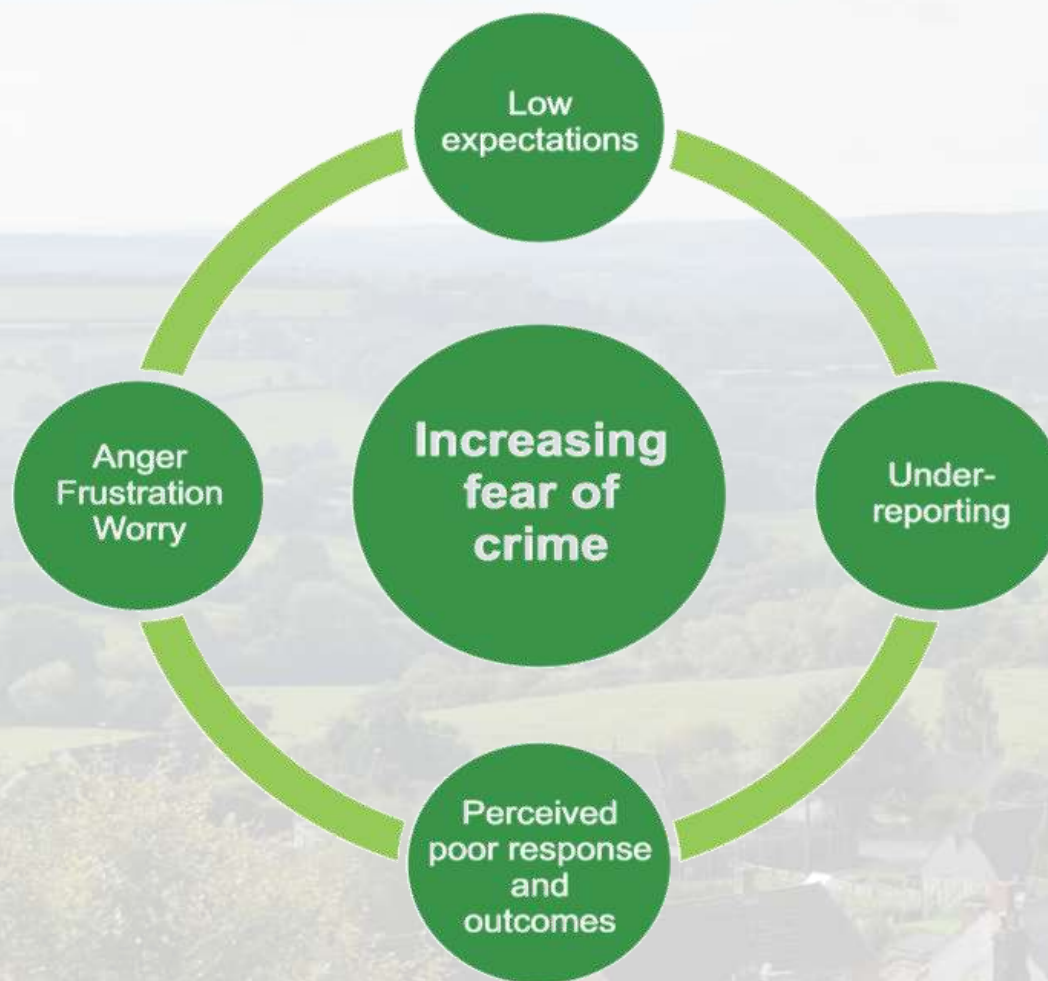 Low
expectations
Anger
Frustration
Worry
Increasing
fear of
crime
Under-
reporting
Perceived
poor response
and
outcomes